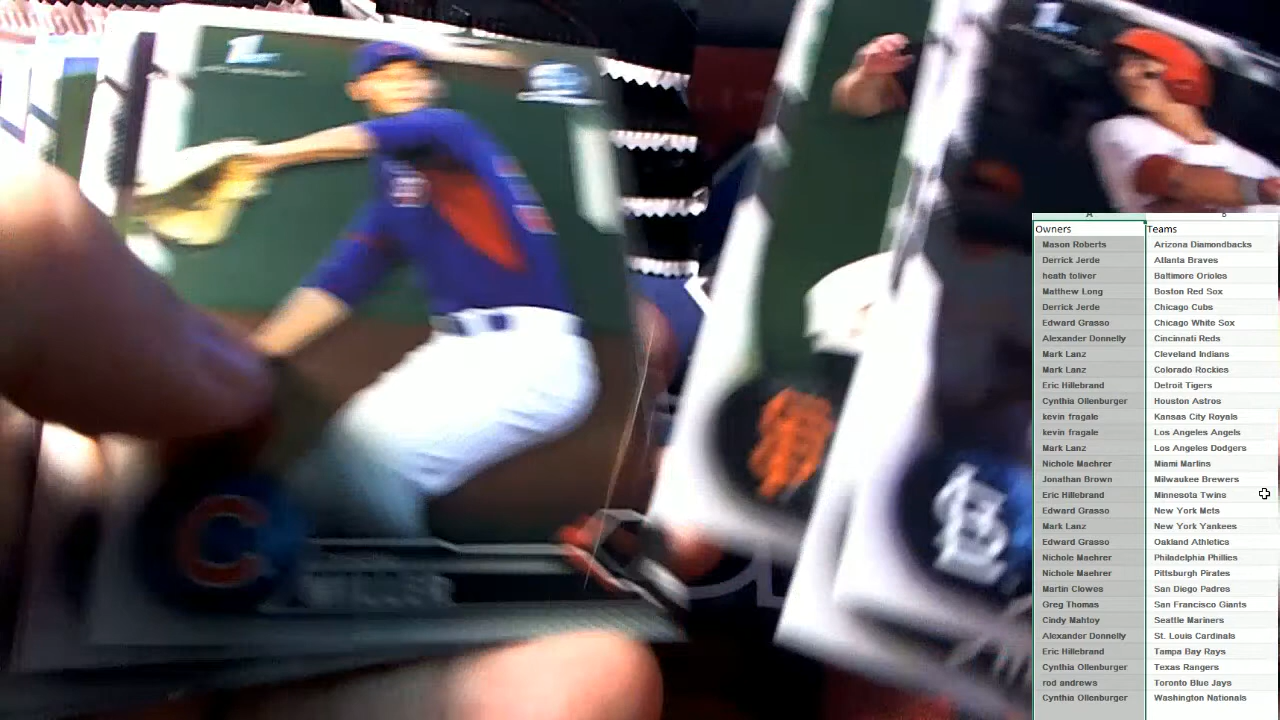 A B
Owners Teams
Mason Roberts Arizona Diamondbacks
Derrick Jerde Atlanta Braves
heath toliver Baltimore Orioles
Matthew Long Boston Red Sox
Derrick Jerde Chicago Cubs
Edward Grasso Chicago White Sox
Alexander Donnelly Cincinnati Reds
Mark Lanz Cleveland Indians
Mark Lanz Colorado Rockies
Eric Hillebrand Detroit Tigers
Cynthia Ollenburger Houston Astros
kevin fragale Kansas City Royals
kevin fragale Los Angeles Angels
Mark Lanz Los Angeles Dodgers
Nichole Maehrer Miami Marlins
Jonathan Brown Milwaukee Brewers
Eric Hillebrand Minnesota Twins
Edward Grasso New York Mets
Mark Lanz New York Yankees
Edward Grasso Oakland Athletics
Nichole Maehrer Philadelphia Phillies
Nichole Maehrer Pittsburgh Pirates
Martin Clowes San Diego Padres
Greg Thomas San Francisco Giants
Cindy Mahtoy Seattle Mariners
Alexander Donnelly St. Louis Cardinals
Eric Hillebrand Tampa Bay Rays
Cynthia Ollenburger Texas Rangers
rod andrews Toronto Blue Jays
Cynthia Ollenburger Washington Nationals